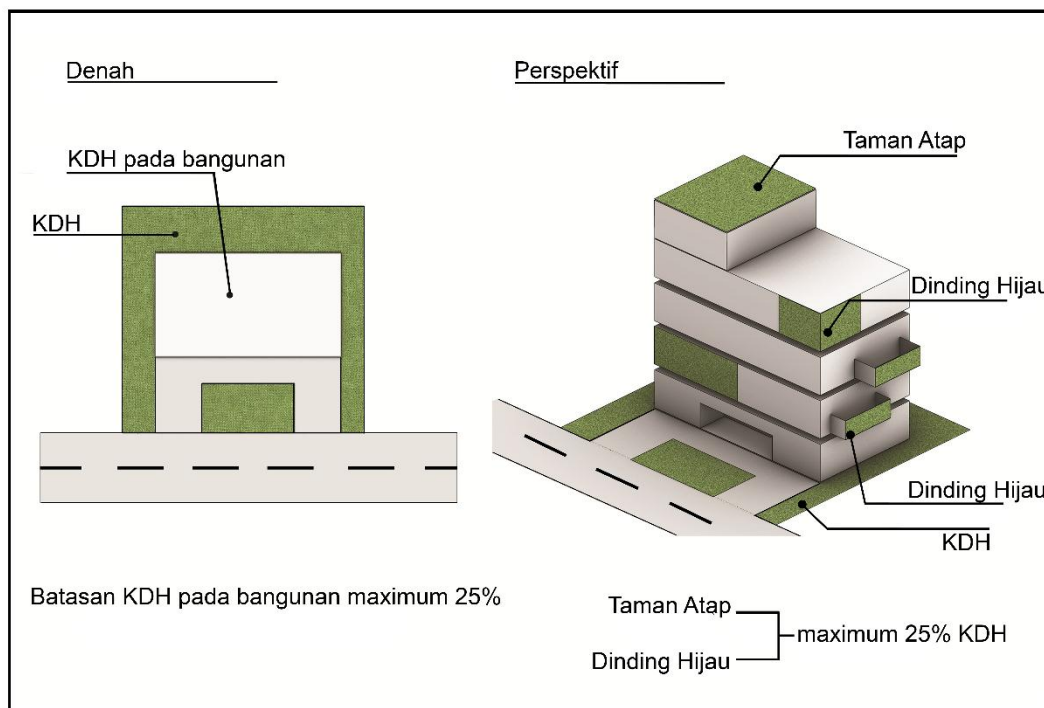 Denah
KDH pada bangunan
KDH
Batasan KDH pada bangunan maximum 25%
Perspektif
Taman Atap
Dinding Hijau
Dinding Hijau
KDH
Taman Atap
maximum 25% KDH
Dinding Hijau